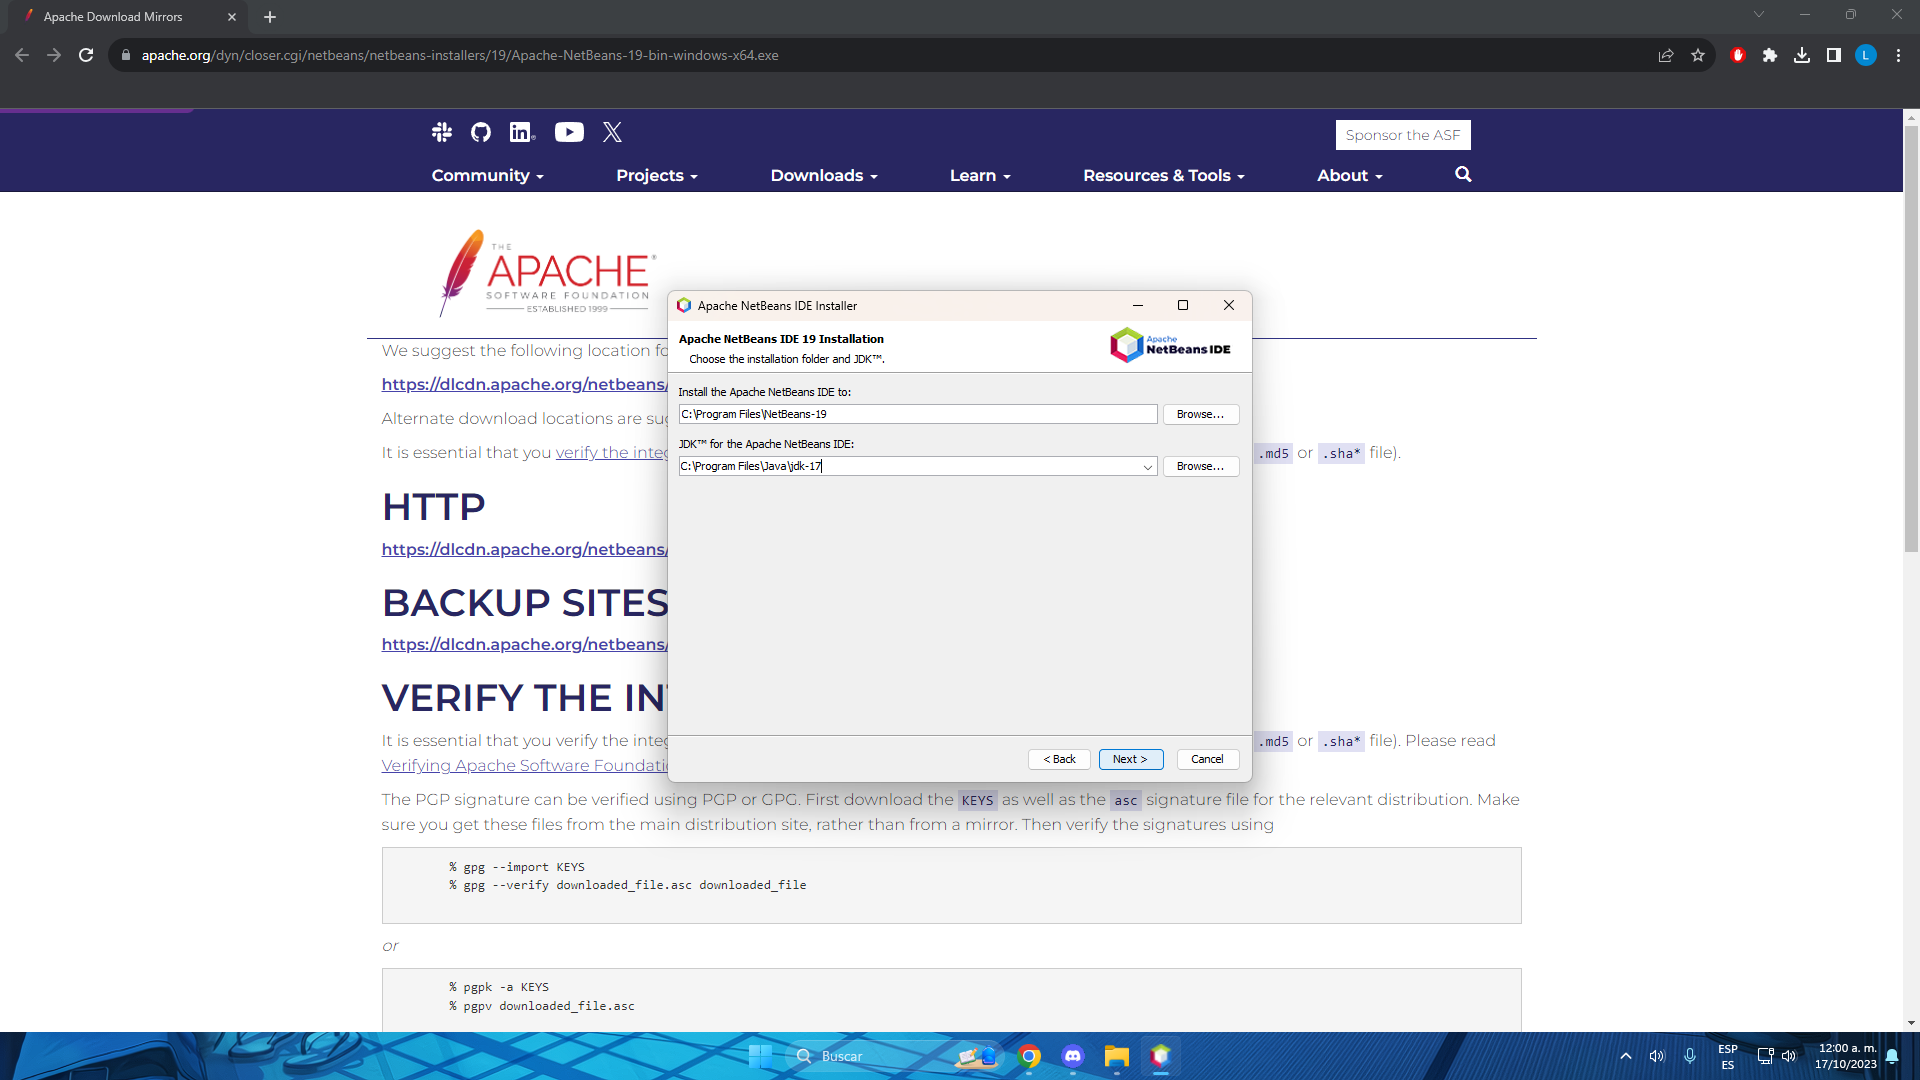 Apache Download Mirrors
apache.org/dyn/closer.cgi/netbeans/netbeans-installers/19/Apache-NetBeans-19-bin-windows-x64.exe
L
Sponsor the ASF
Community
Projects
Downloads
Learn
Resources & Tools
About
THE
APACHE®
SOFTWARE FOUNDATION
ESTABLISHED 1999
We suggest the following location fo
https://dlcdn.apache.org/netbeans/
Alternate download locations are sug
It is essential that you verify the integ
.md5 or .sha* file).
HTTP
https://dlcdn.apache.org/netbeans/
BACKUP SITES
https://dlcdn.apache.org/netbeans/
VERIFY THE INT
It is essential that you verify the integ
.md5 or .sha* file). Please read
Verifying Apache Software Foundatio
The PGP signature can be verified using PGP or GPG. First download the KEYS as well as the asc signature file for the relevant distribution. Make
sure you get these files from the main distribution site, rather than from a mirror. Then verify the signatures using
% gpg --import KEYS
% gpg --verify downloaded_file.asc downloaded_file
or
% pgpk -a KEYS
% pgpv downloaded_file.asc
Apache NetBeans IDE Installer
Apache NetBeans IDE 19 Installation
Choose the installation folder and JDK™.
Apache
NetBeans IDE
Install the Apache NetBeans IDE to:
C:\Program Files\NetBeans-19
Browse...
JDK™ for the Apache NetBeans IDE:
C:\Program Files\Java\jdk-17
Browse...
< Back
Next >
Cancel
Buscar
ESP
ES
12:00 a. m.
17/10/2023